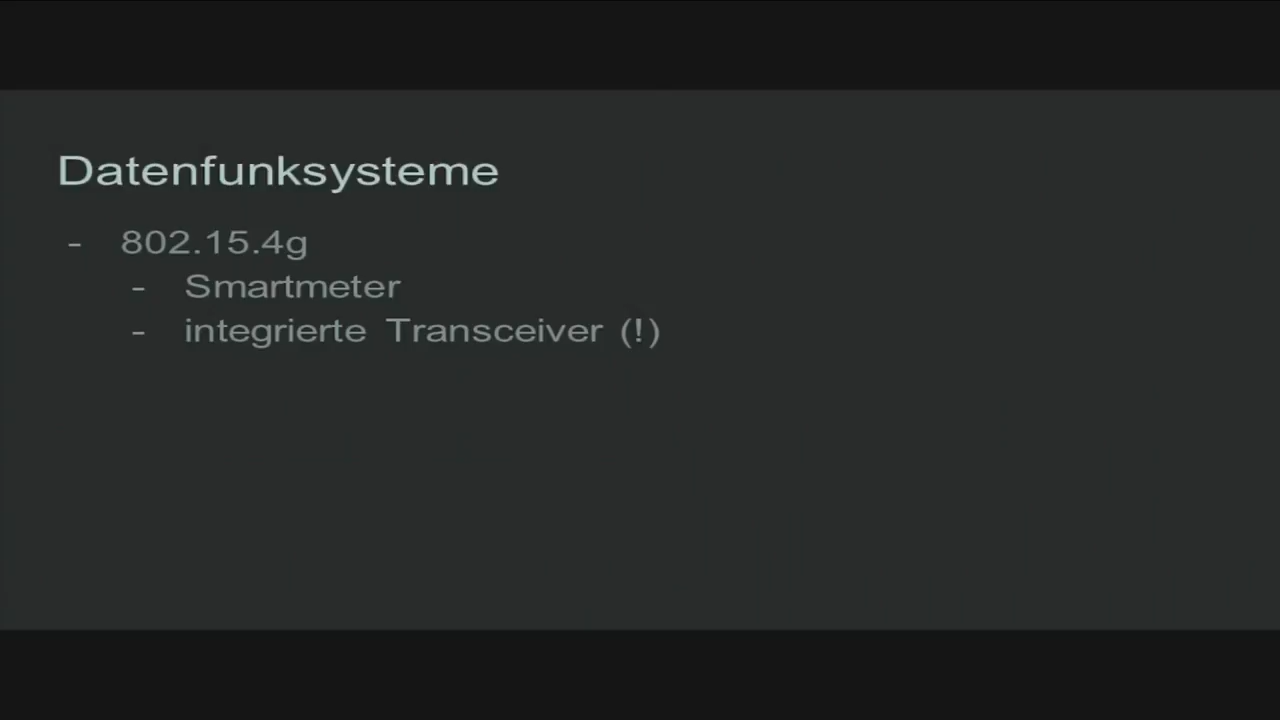 Datenfunksysteme
- 802.15.4g
- Smartmeter
- integrierte Transceiver (!)